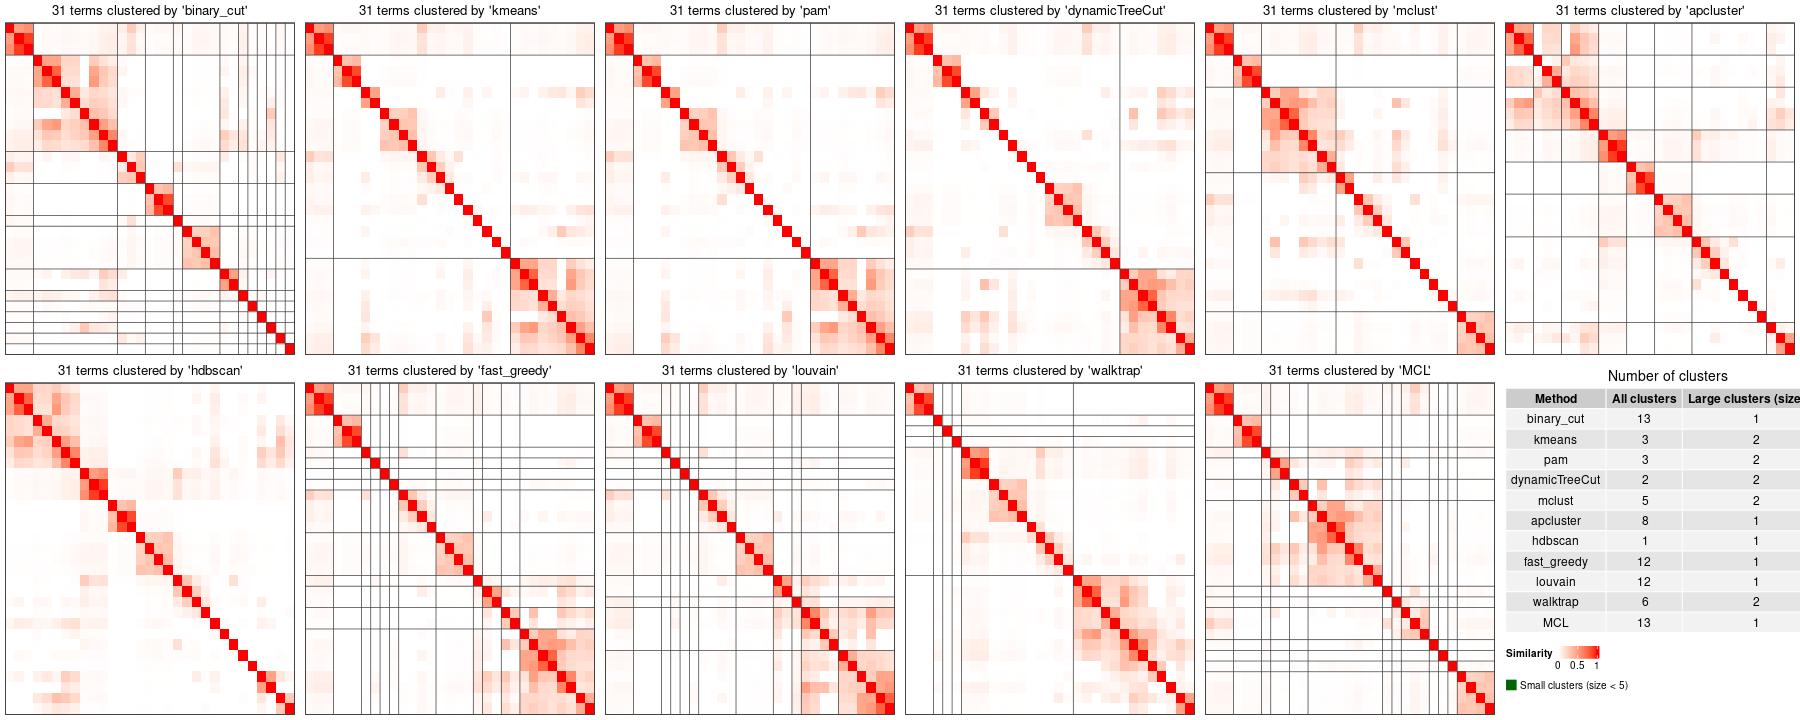 31 terms clustered by 'binary_cut'
31 terms clustered by 'kmeans'
31 terms clustered by 'pam'
31 terms clustered by 'dynamicTreeCut'
31 terms clustered by 'mclust'
31 terms clustered by 'apcluster'
31 terms clustered by 'hdbscan'
31 terms clustered by 'fast_greedy'
31 terms clustered by 'louvain'
31 terms clustered by 'walktrap'
31 terms clustered by 'MCL'
Number of clusters
Method All clusters Large clusters (size
binary_cut 13 1
kmeans 3 2
pam 3 2
dynamicTreeCut 2 2
mclust 5 2
apcluster 8 1
hdbscan 1 1
fast_greedy 12 1
louvain 12 1
walktrap 6 2
MCL 13 1
Similarity
0 0.5 1
Small clusters (size < 5)